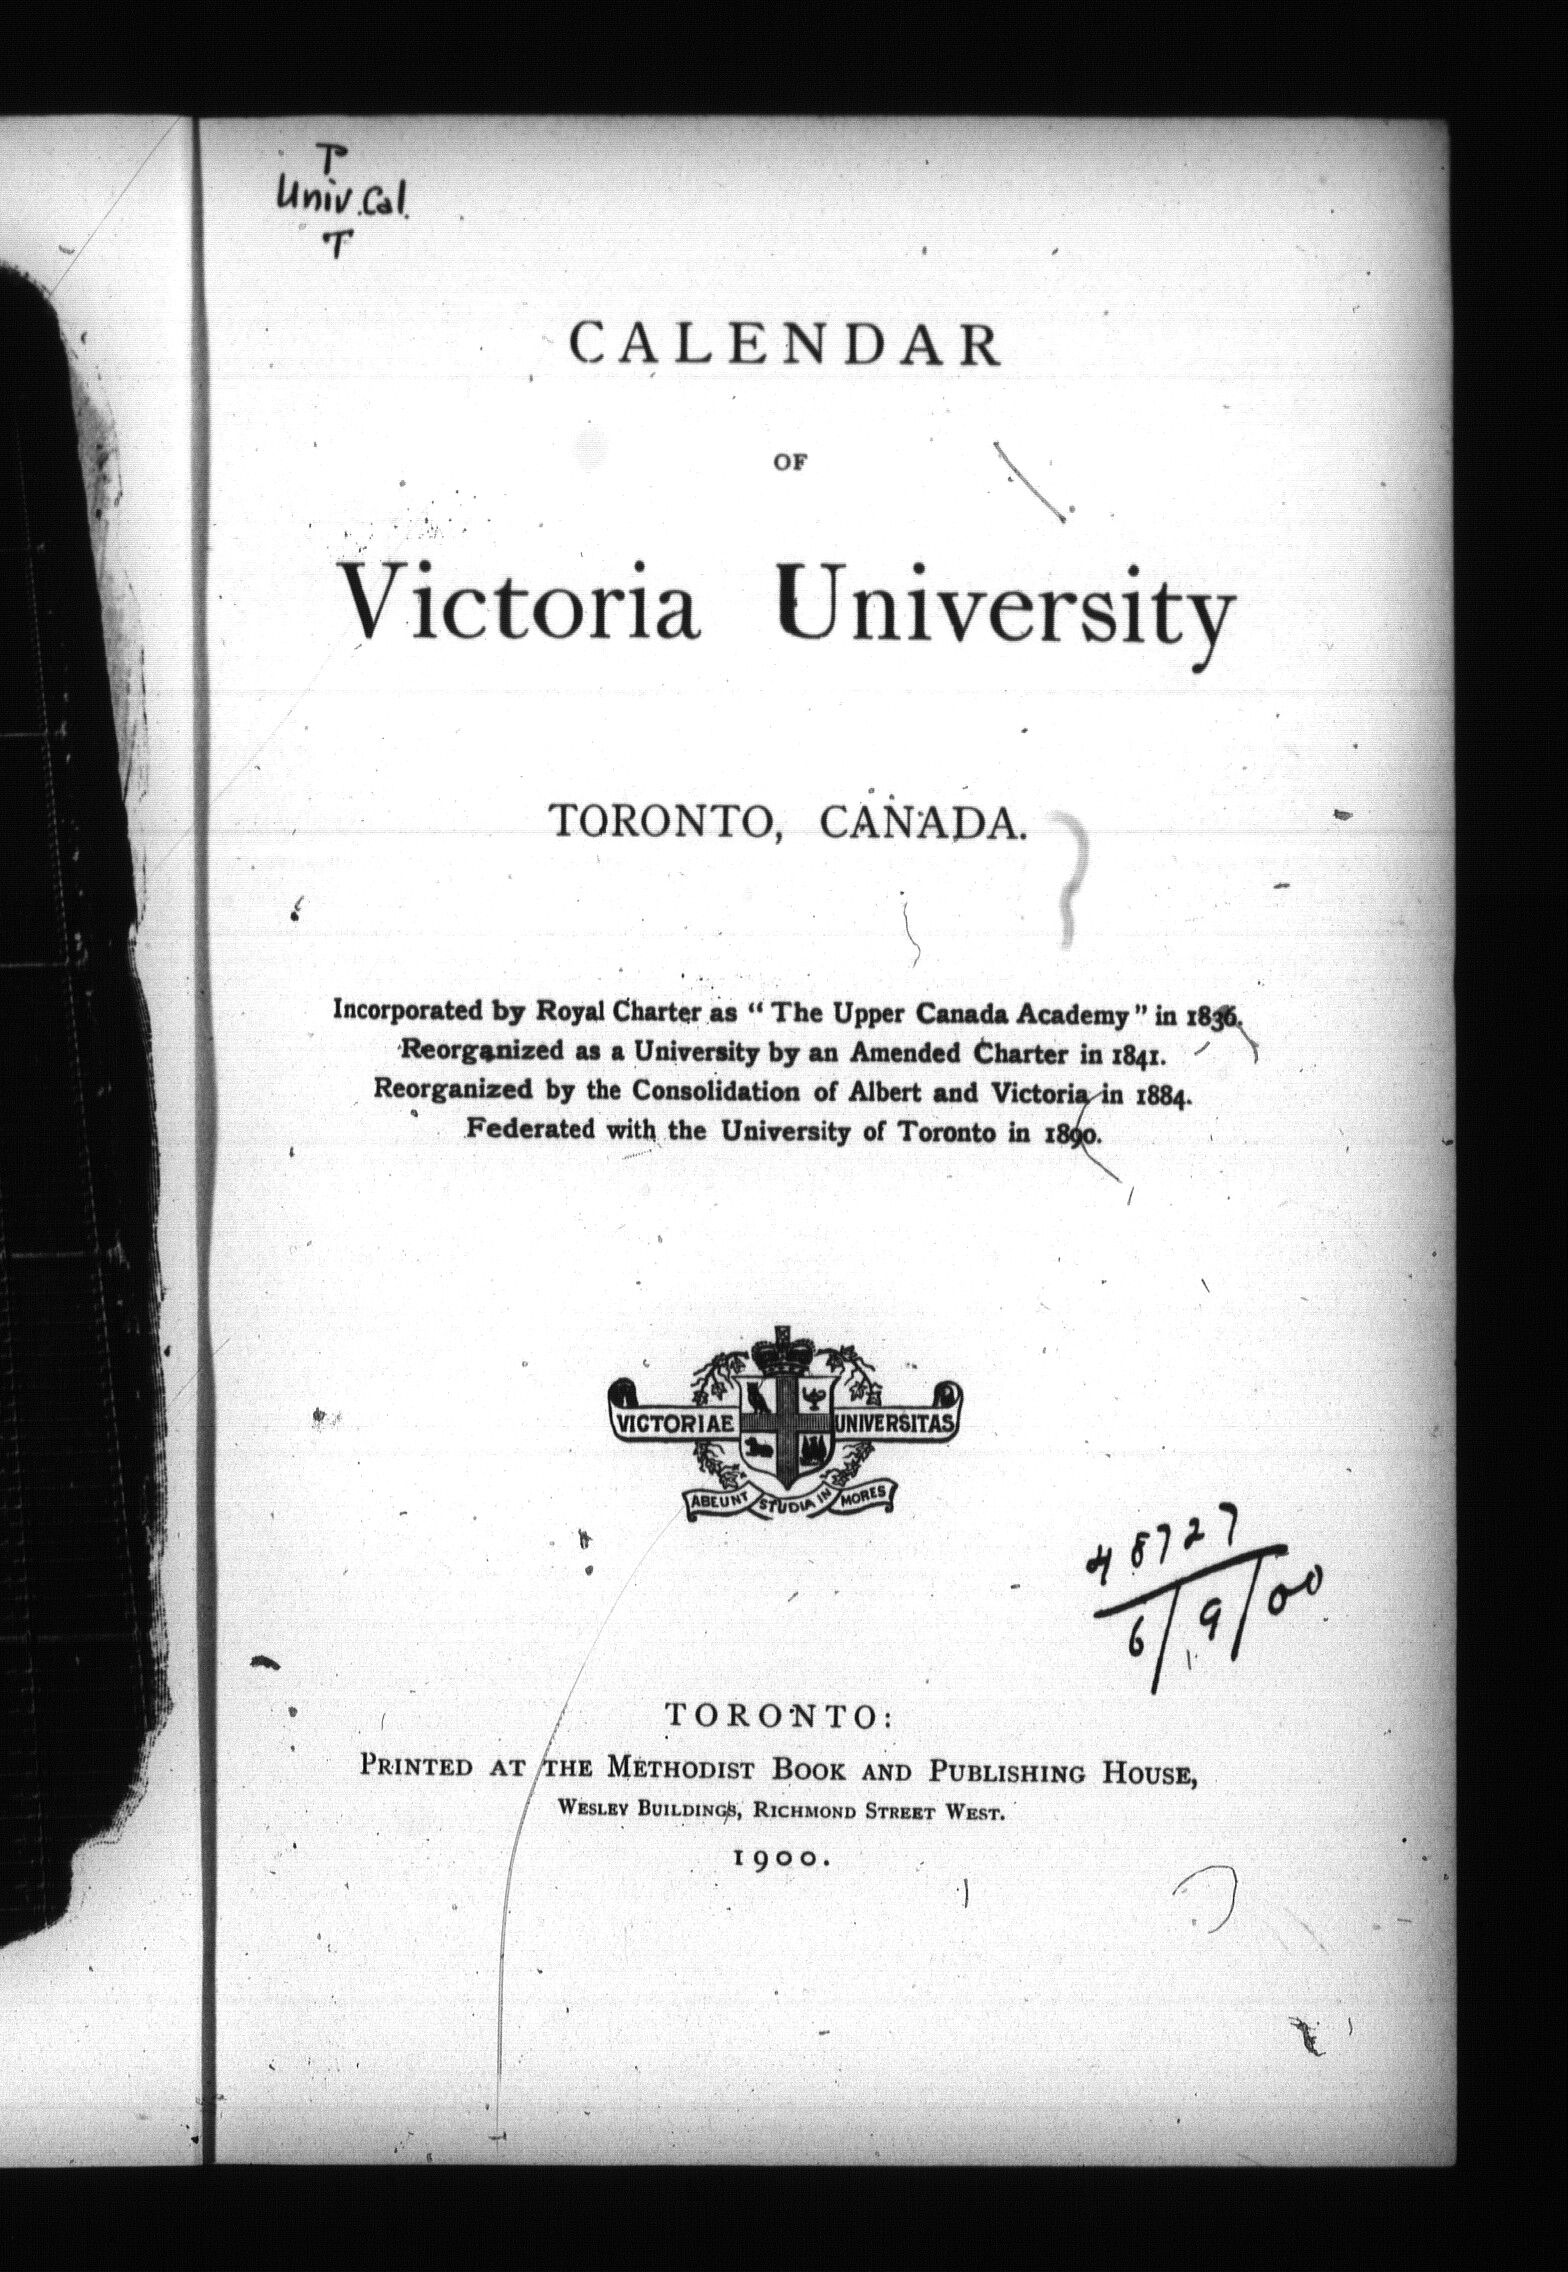 T
Univ. Cal.
T
CALENDAR
OF
Victoria University
TORONTO, CANADA.
Incorporated by Royal Charter as “The Upper Canada Academy” in 1836.
Reorganized as a University by an Amended Charter in 1841.
Reorganized by the Consolidation of Albert and Victoria in 1884.
Federated with the University of Toronto in 1890.
VICTORIAE UNIVERSITAS
ABEUNT STUDIA IN MORES
48727
6/9/00
TORONTO:
PRINTED AT THE METHODIST BOOK AND PUBLISHING HOUSE,
WESLEY BUILDINGS, RICHMOND STREET WEST.
1900.